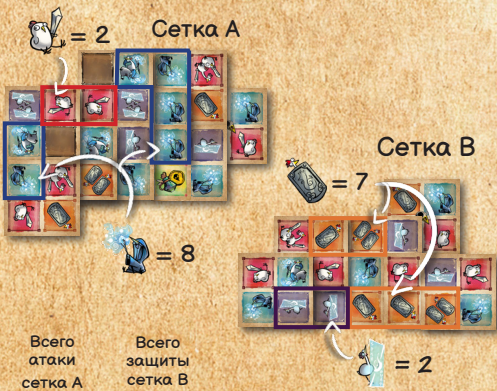 = 2
Сетка A
Сетка B
= 7
= 8
= 2
Всего
атаки
сетка A
Всего
защиты
сетка B